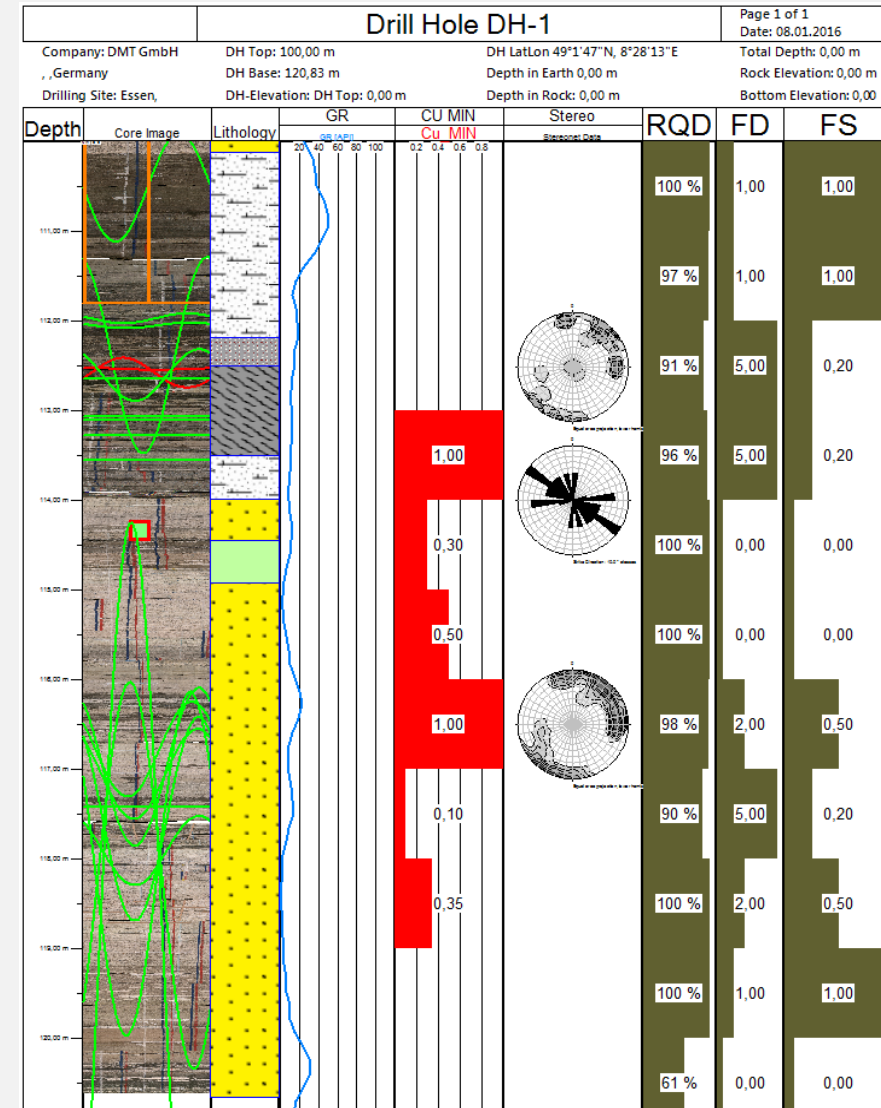 Drill Hole DH-1
Page 1 of 1
Date: 08.01.2016
Company: DMT GmbH
DH Top: 100,00 m
DH LatLon 49°1'47"N, 8°28'13"E
Total Depth: 0,00 m
, ,Germany
DH Base: 120,83 m
Depth in Earth 0,00 m
Rock Elevation: 0,00 m
Drilling Site: Essen,
DH-Elevation: DH Top: 0,00 m
Depth in Rock: 0,00 m
Bottom Elevation: 0,00
Depth
Core Image
Lithology
GR
GR [API]
CU MIN
Cu_MIN
Stereo
Stereonet Data
RQD
FD
FS
20 40 60 80 100
0.2 0.4 0.6 0.8
100 %
1,00
1,00
111,00 m
97 %
1,00
1,00
112,00 m
91 %
5,00
0,20
113,00 m
1,00
96 %
5,00
0,20
114,00 m
0,30
100 %
0,00
0,00
115,00 m
0,50
100 %
0,00
0,00
116,00 m
1,00
98 %
2,00
0,50
117,00 m
0,10
90 %
5,00
0,20
118,00 m
0,35
100 %
2,00
0,50
119,00 m
100 %
1,00
1,00
120,00 m
61 %
0,00
0,00